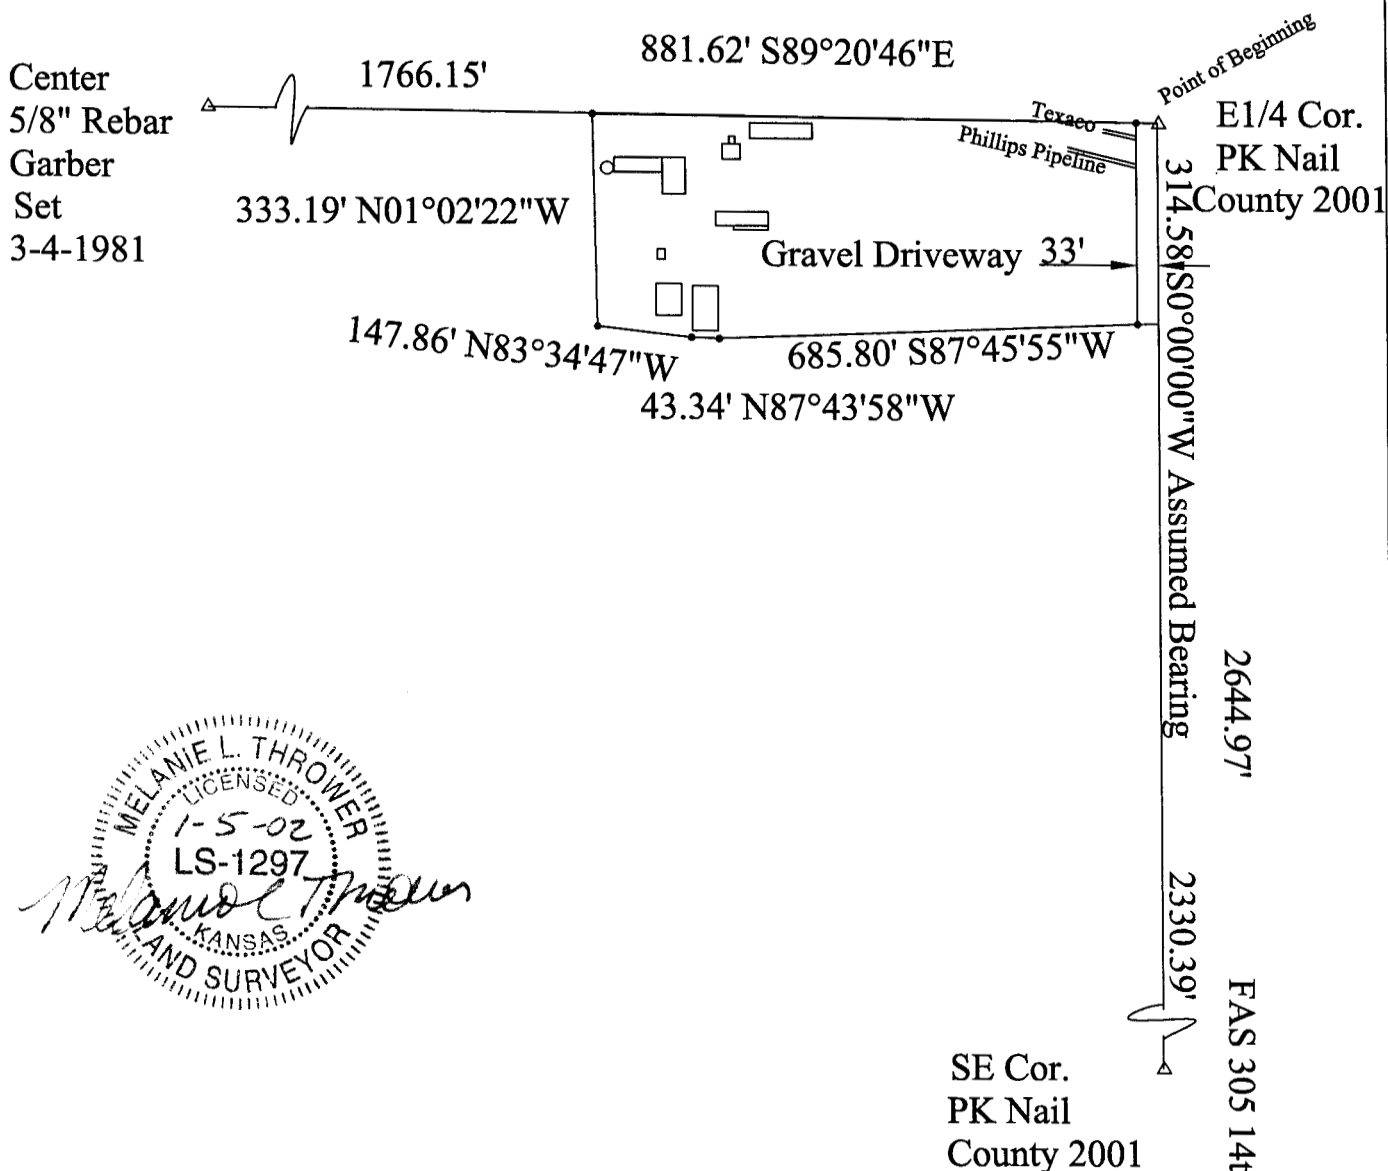 Center
5/8" Rebar
Garber
Set
3-4-1981
1766.15'
881.62' S89°20'46"E
Point of Beginning
E1/4 Cor.
PK Nail
County 2001
Texaco
Phillips Pipeline
333.19' N01°02'22"W
Gravel Driveway 33'
314.58' S0°00'00"W Assumed Bearing
147.86' N83°34'47"W
685.80' S87°45'55"W
43.34' N87°43'58"W
2644.97'
2330.39'
FAS 305 14t
MELANIE L. THROWER
LICENSED
1-5-02
LS-1297
Melanie L Thrower
KANSAS
LAND SURVEYOR
SE Cor.
PK Nail
County 2001